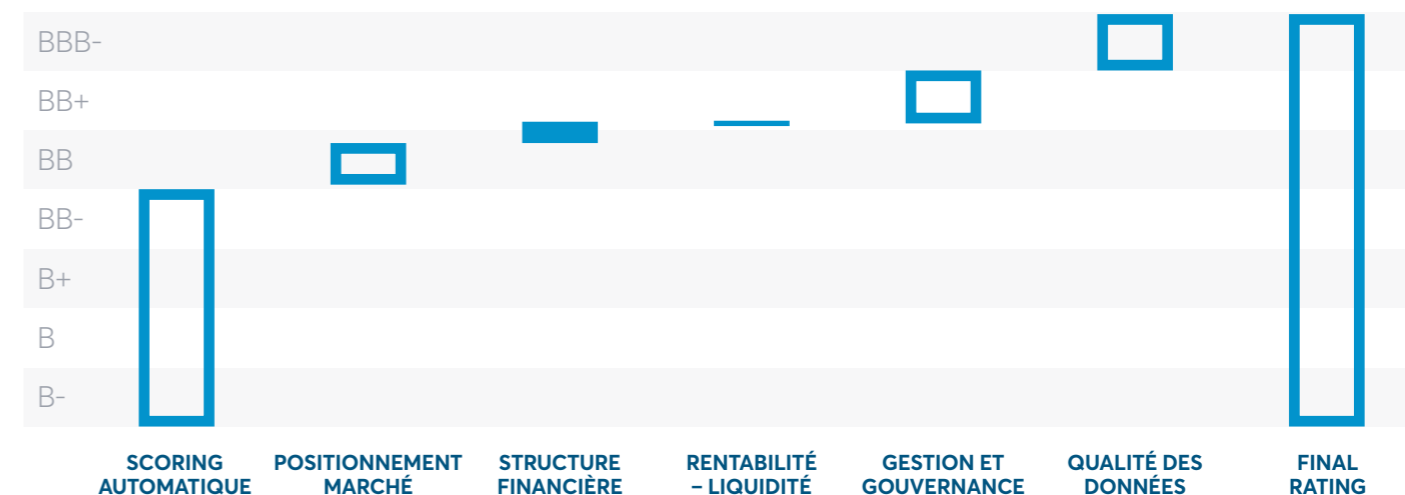 BBB-
BB+
BB
BB-
B+
B
B-
SCORING
AUTOMATIQUE
POSITIONNEMENT
MARCHÉ
STRUCTURE
FINANCIÈRE
RENTABILITÉ
– LIQUIDITÉ
GESTION ET
GOUVERNANCE
QUALITÉ DES
DONNÉES
FINAL
RATING